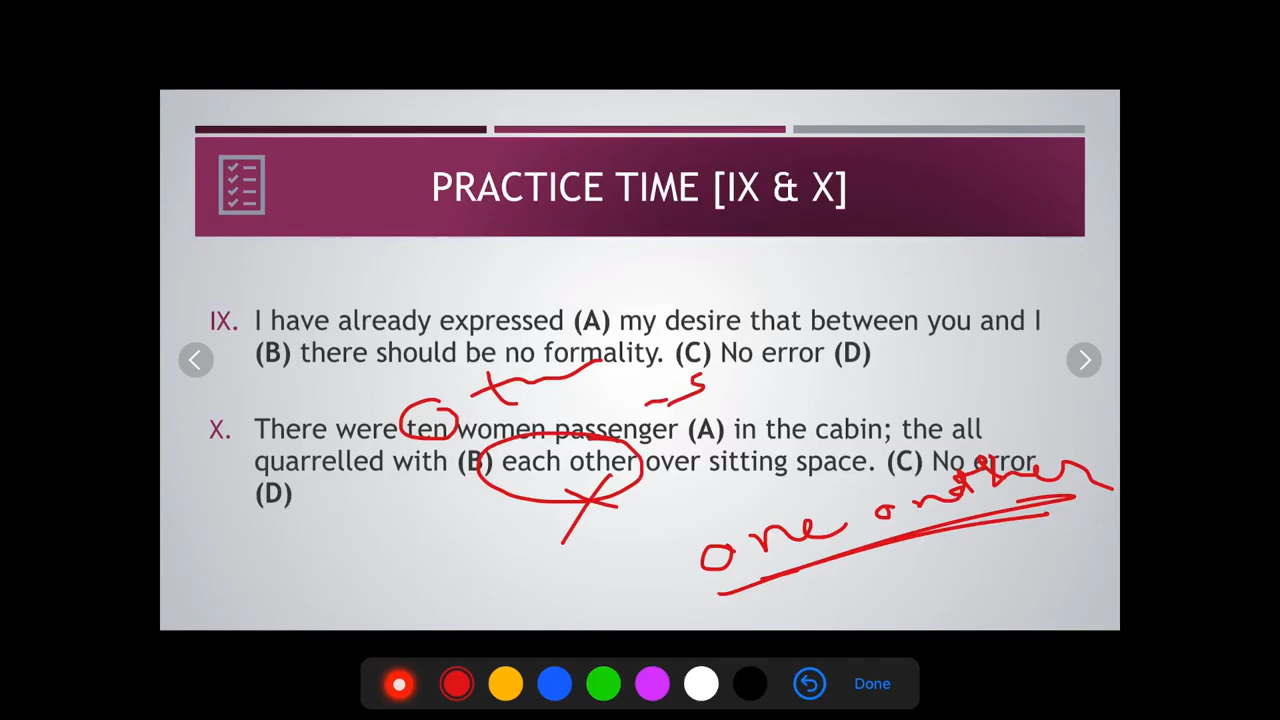 PRACTICE TIME [IX & X]
IX. I have already expressed (A) my desire that between you and I
(B) there should be no formality. (C) No error (D)
s
X. There were ten women passenger (A) in the cabin; the all
quarrelled with (B) each other over sitting space. (C) No error
(D)
one another
Done